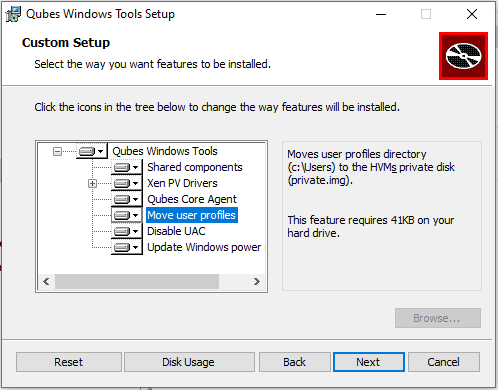 Qubes Windows Tools Setup
Custom Setup
Select the way you want features to be installed.
Click the icons in the tree below to change the way features will be installed.
Qubes Windows Tools
Shared components
Xen PV Drivers
Qubes Core Agent
Move user profiles
Disable UAC
Update Windows power
Moves user profiles directory
(c:\Users) to the HVMs private disk
(private.img).
This feature requires 41KB on your
hard drive.
Browse...
Reset Disk Usage Back Next Cancel